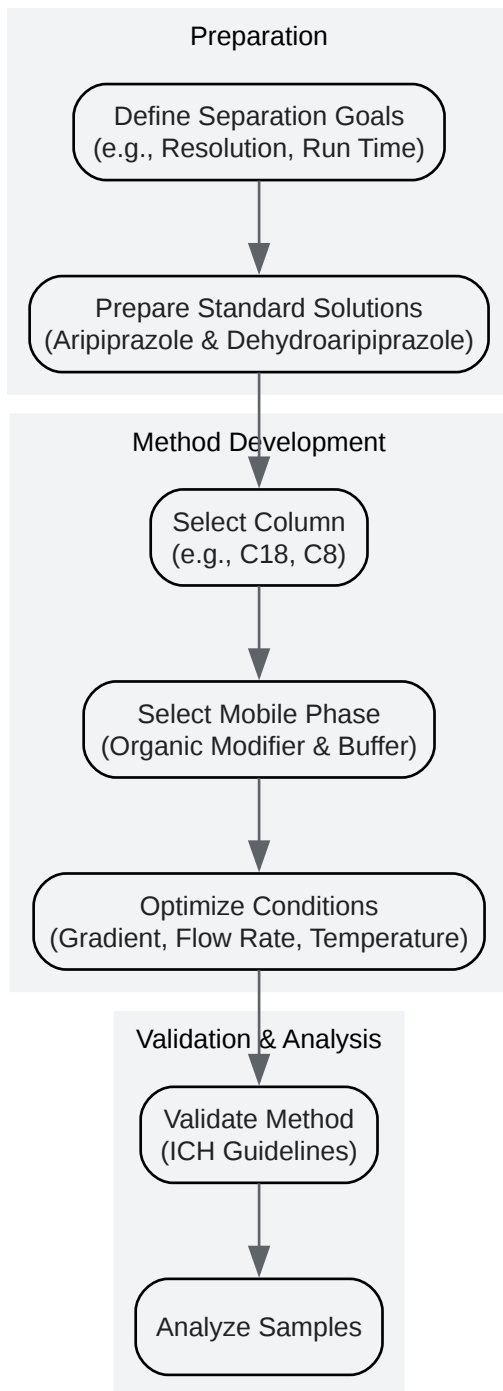 Preparation
Define Separation Goals
(e.g., Resolution, Run Time)
Prepare Standard Solutions
(Aripiprazole & Dehydroaripiprazole)
Method Development
Select Column
(e.g., C18, C8)
Select Mobile Phase
(Organic Modifier & Buffer)
Optimize Conditions
(Gradient, Flow Rate, Temperature)
Validation & Analysis
Validate Method
(ICH Guidelines)
Analyze Samples